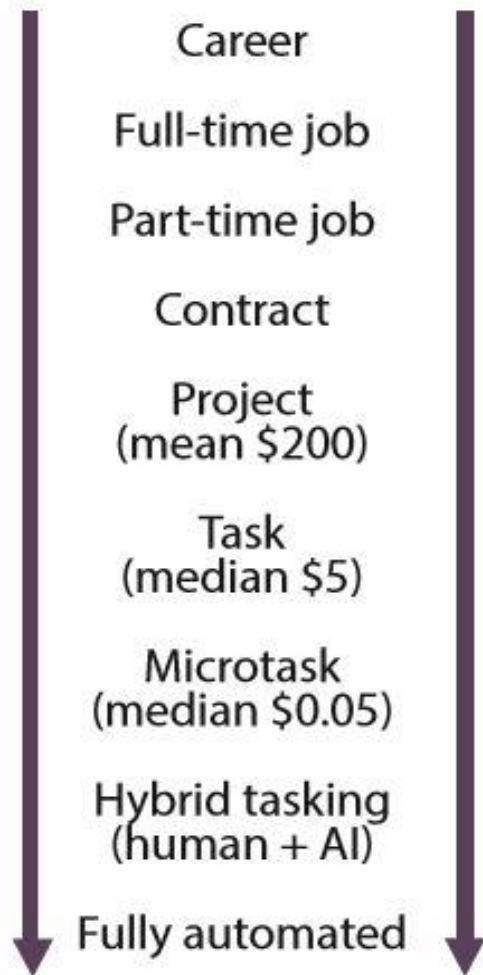 Career
Full-time job
Part-time job
Contract
Project
(mean $200)
Task
(median $5)
Microtask
(median $0.05)
Hybrid tasking
(human + AI)
Fully automated